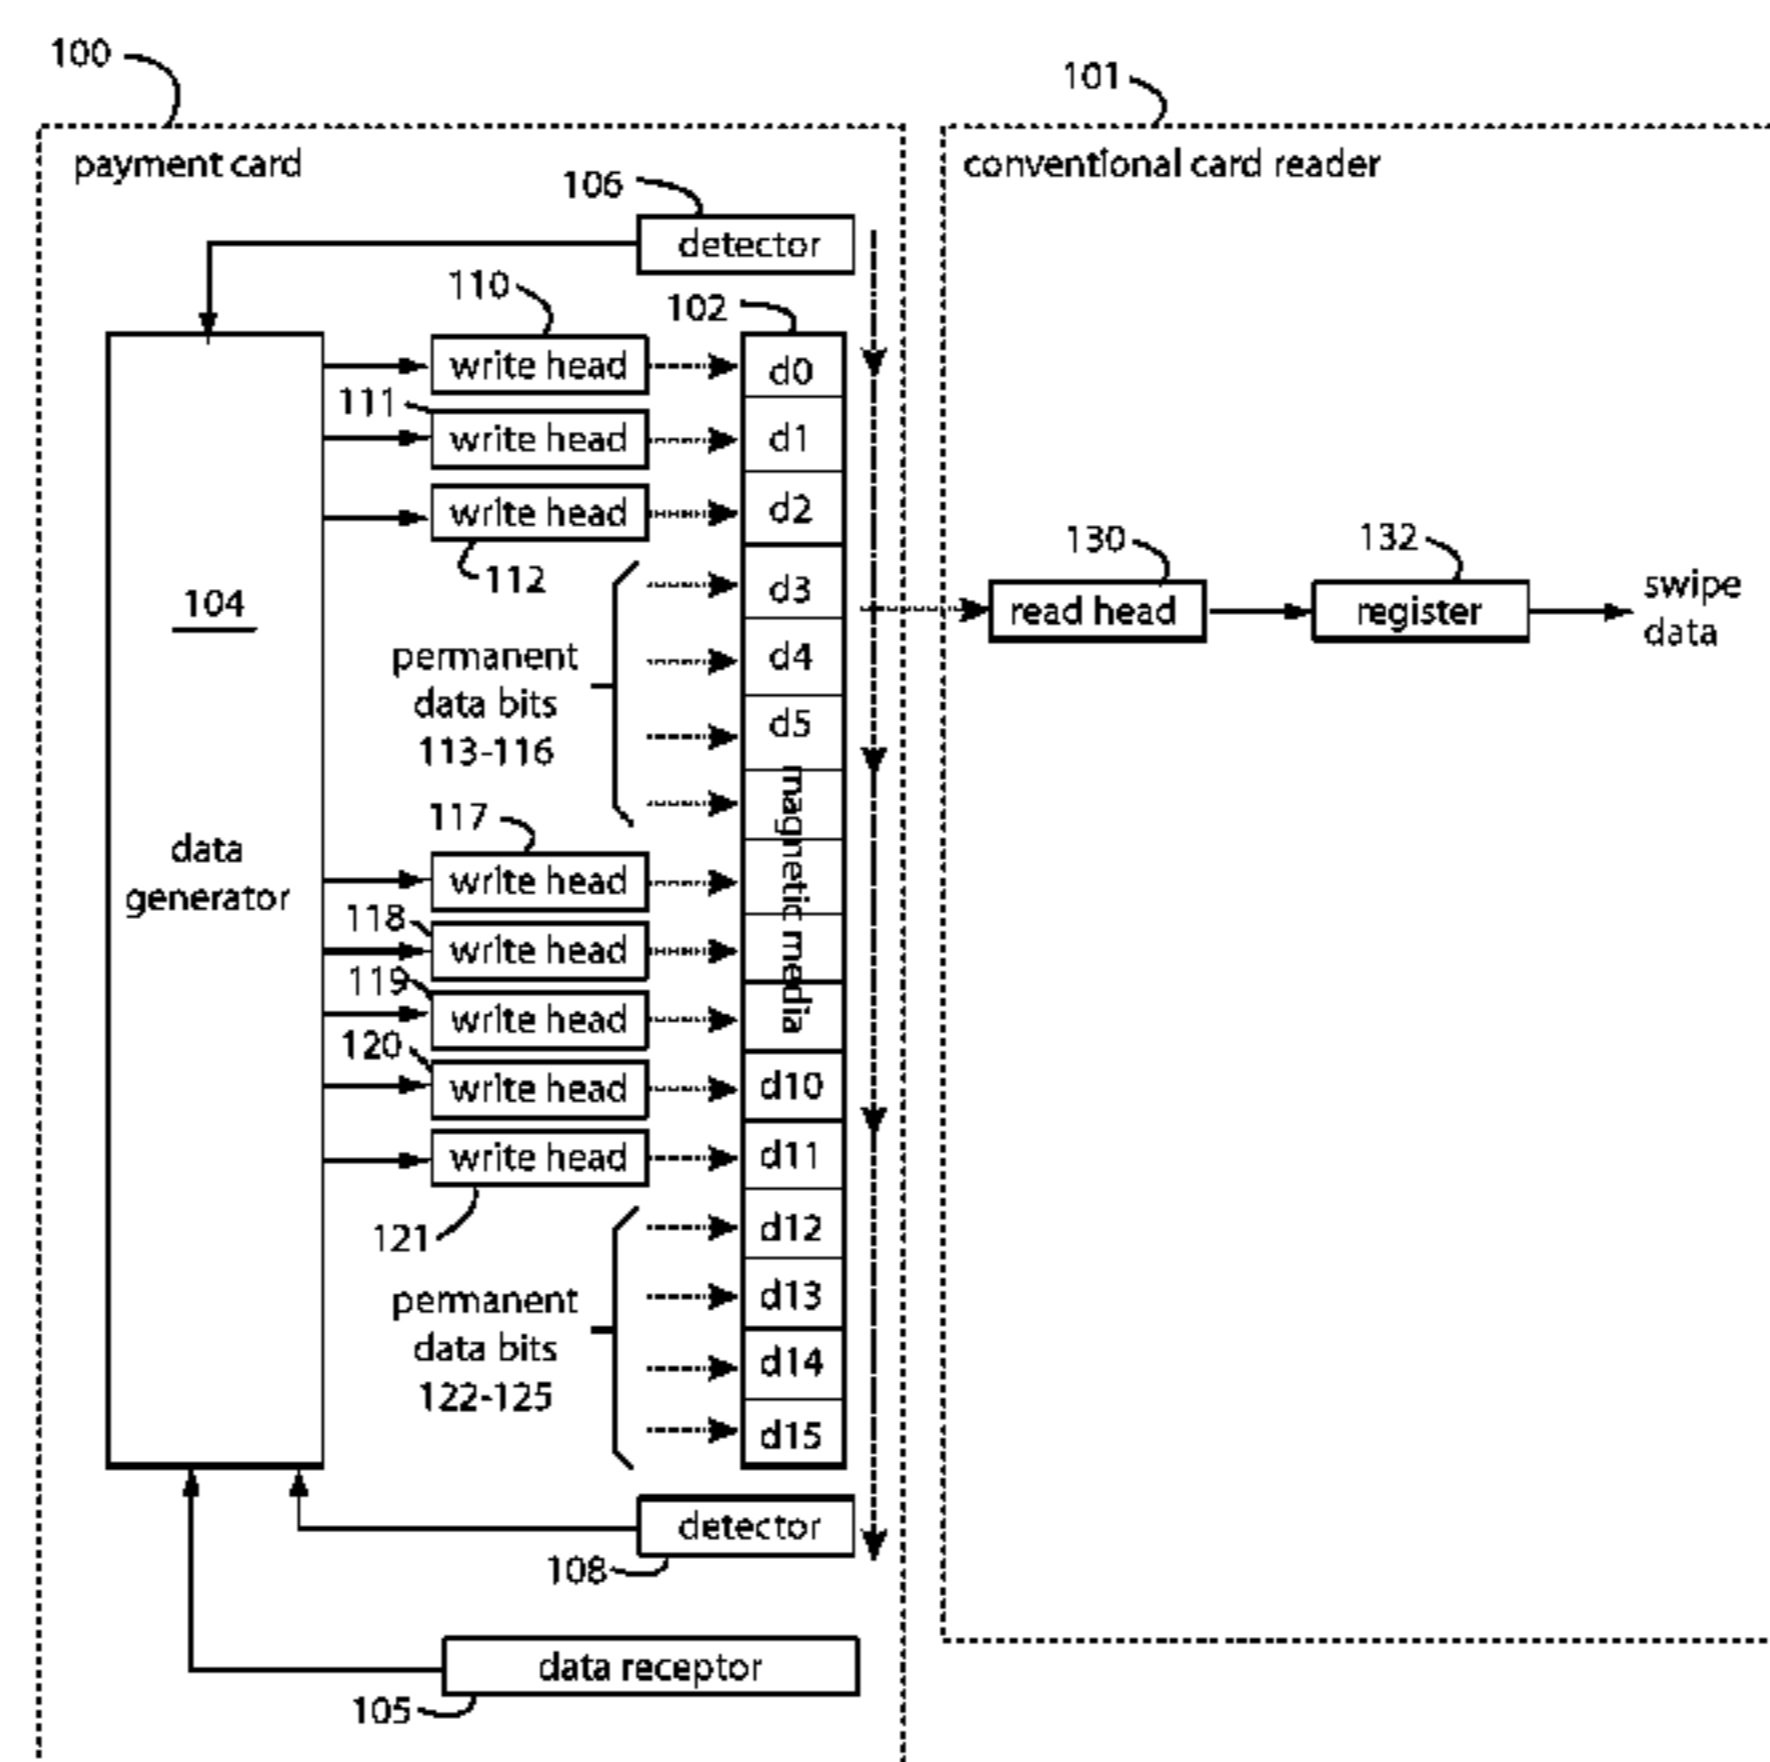 100
101
payment card
conventional card reader
106
detector
110
102
write head
d0
111
write head
d1
write head
d2
112
130
132
d3
read head
register
swipe
data
104
permanent
data bits
113-116
d4
d5
magnetic media
117
data
generator
write head
118
write head
119
write head
120
write head
d10
write head
d11
121
d12
permanent
data bits
122-125
d13
d14
d15
detector
108
data receptor
105